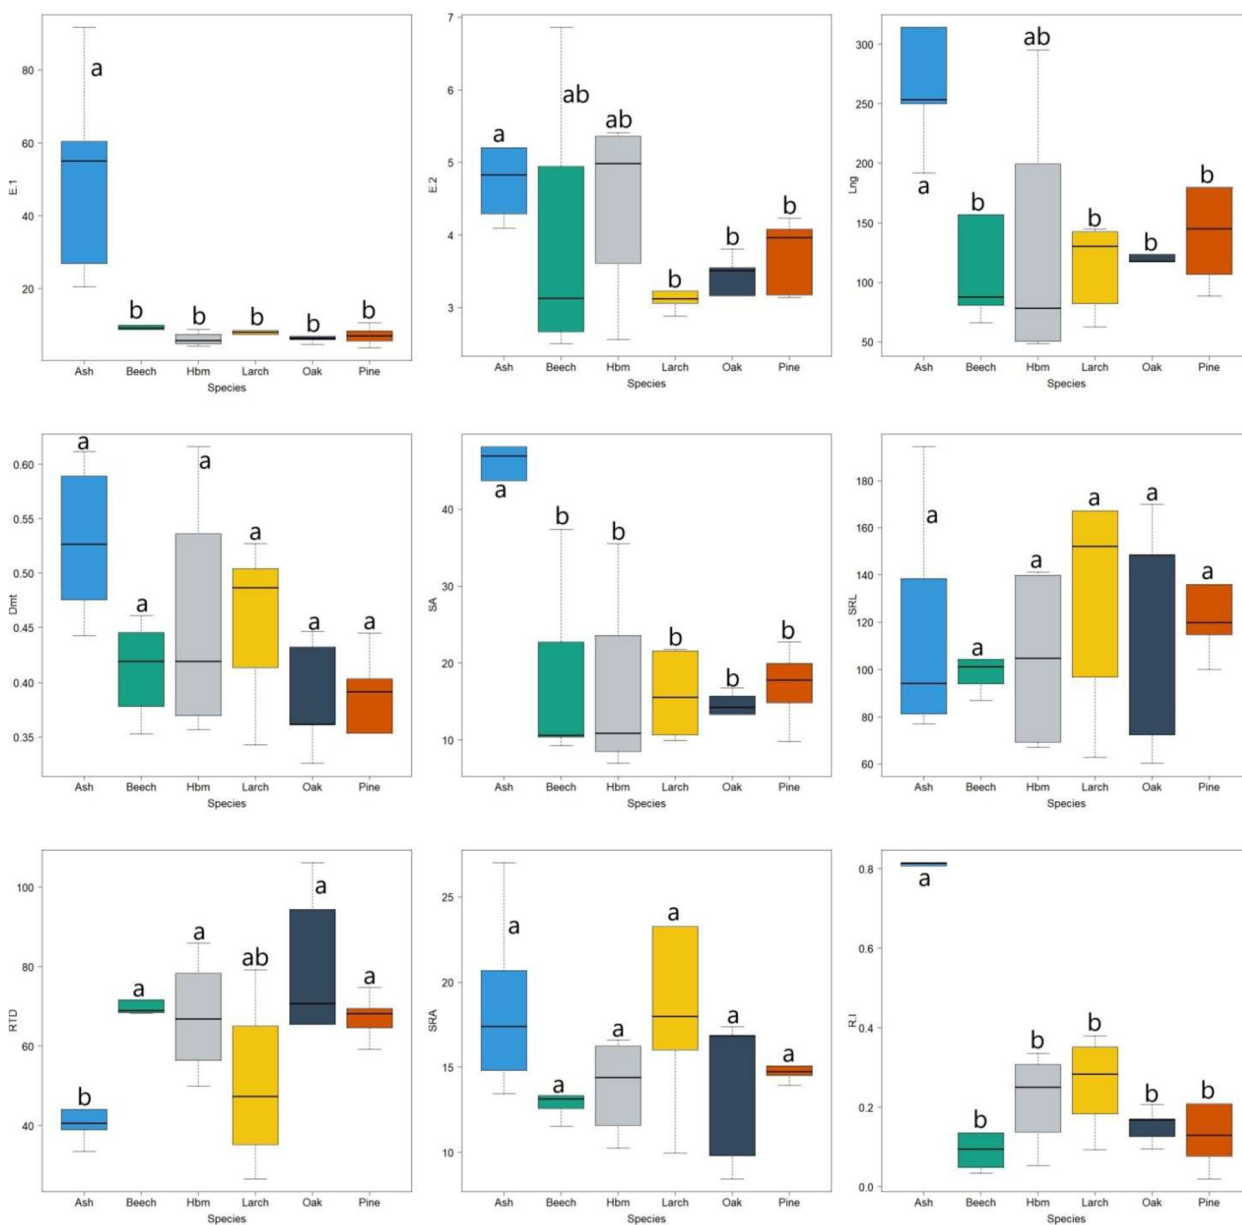 80
60
40
20
E.1
a
b
b
b
b
b
Ash Beech Hbm Larch Oak Pine
Species
7
6
5
4
3
E.2
a
ab
ab
b
b
b
Ash Beech Hbm Larch Oak Pine
Species
300
250
200
150
100
50
Lng
a
b
ab
b
b
b
Ash Beech Hbm Larch Oak Pine
Species
0.60
0.55
0.50
0.45
0.40
0.35
Dmt
a
a
a
a
a
a
Ash Beech Hbm Larch Oak Pine
Species
40
30
20
10
SA
a
b
b
b
b
b
Ash Beech Hbm Larch Oak Pine
Species
180
160
140
120
100
80
60
SRL
a
a
a
a
a
a
Ash Beech Hbm Larch Oak Pine
Species
100
80
60
40
RTD
b
a
a
ab
a
a
Ash Beech Hbm Larch Oak Pine
Species
25
20
15
10
SRA
a
a
a
a
a
a
Ash Beech Hbm Larch Oak Pine
Species
0.8
0.6
0.4
0.2
0.0
R.I
a
b
b
b
b
b
Ash Beech Hbm Larch Oak Pine
Species